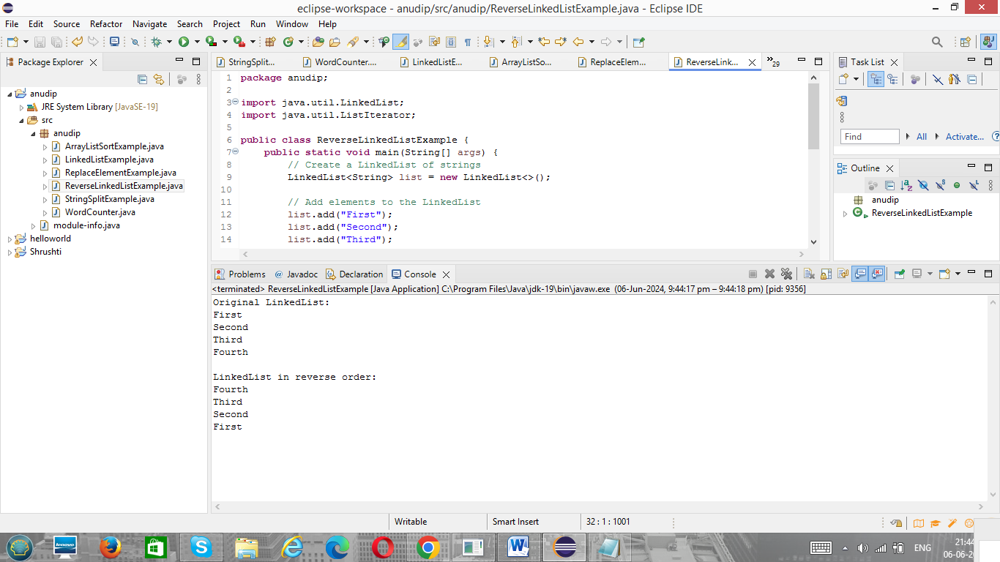 eclipse-workspace - anudip/src/anudip/ReverseLinkedListExample.java - Eclipse IDE
File Edit Source Refactor Navigate Search Project Run Window Help
Package Explorer
anudip
JRE System Library [JavaSE-19]
src
anudip
ArrayListSortExample.java
LinkedListExample.java
ReplaceElementExample.java
ReverseLinkedListExample.java
StringSplitExample.java
WordCounter.java
module-info.java
helloworld
Shrushti
StringSplit... WordCounter.... LinkedListE... ArrayListSo... ReplaceElem... ReverseLink... »29
1 package anudip;
2
3 import java.util.LinkedList;
4 import java.util.ListIterator;
5
6 public class ReverseLinkedListExample {
7 public static void main(String[] args) {
8 // Create a LinkedList of strings
9 LinkedList<String> list = new LinkedList<>();
10
11 // Add elements to the LinkedList
12 list.add("First");
13 list.add("Second");
14 list.add("Third");
Task List
Find All Activate...
Outline
anudip
ReverseLinkedListExample
Problems @ Javadoc Declaration Console
<terminated> ReverseLinkedListExample [Java Application] C:\Program Files\Java\jdk-19\bin\javaw.exe (06-Jun-2024, 9:44:17 pm – 9:44:18 pm) [pid: 9356]
Original LinkedList:
First
Second
Third
Fourth

LinkedList in reverse order:
Fourth
Third
Second
First
Writable Smart Insert 32 : 1 : 1001
lenovo
ENG
21:44
06-06-2